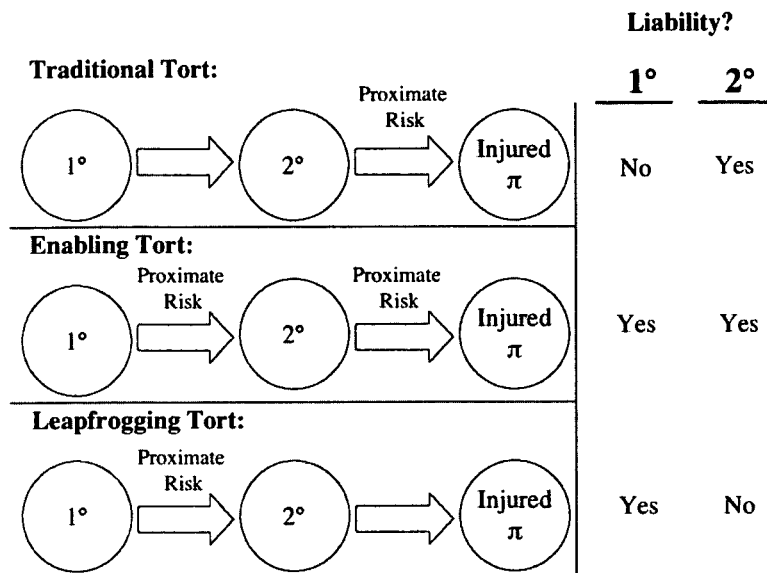 Liability?
Traditional Tort:
1° 2°
Proximate
Risk
1° 2° Injured
π
No Yes
Enabling Tort:
Proximate Proximate
Risk Risk
1° 2° Injured
π
Yes Yes
Leapfrogging Tort:
Proximate
Risk
1° 2° Injured
π
Yes No